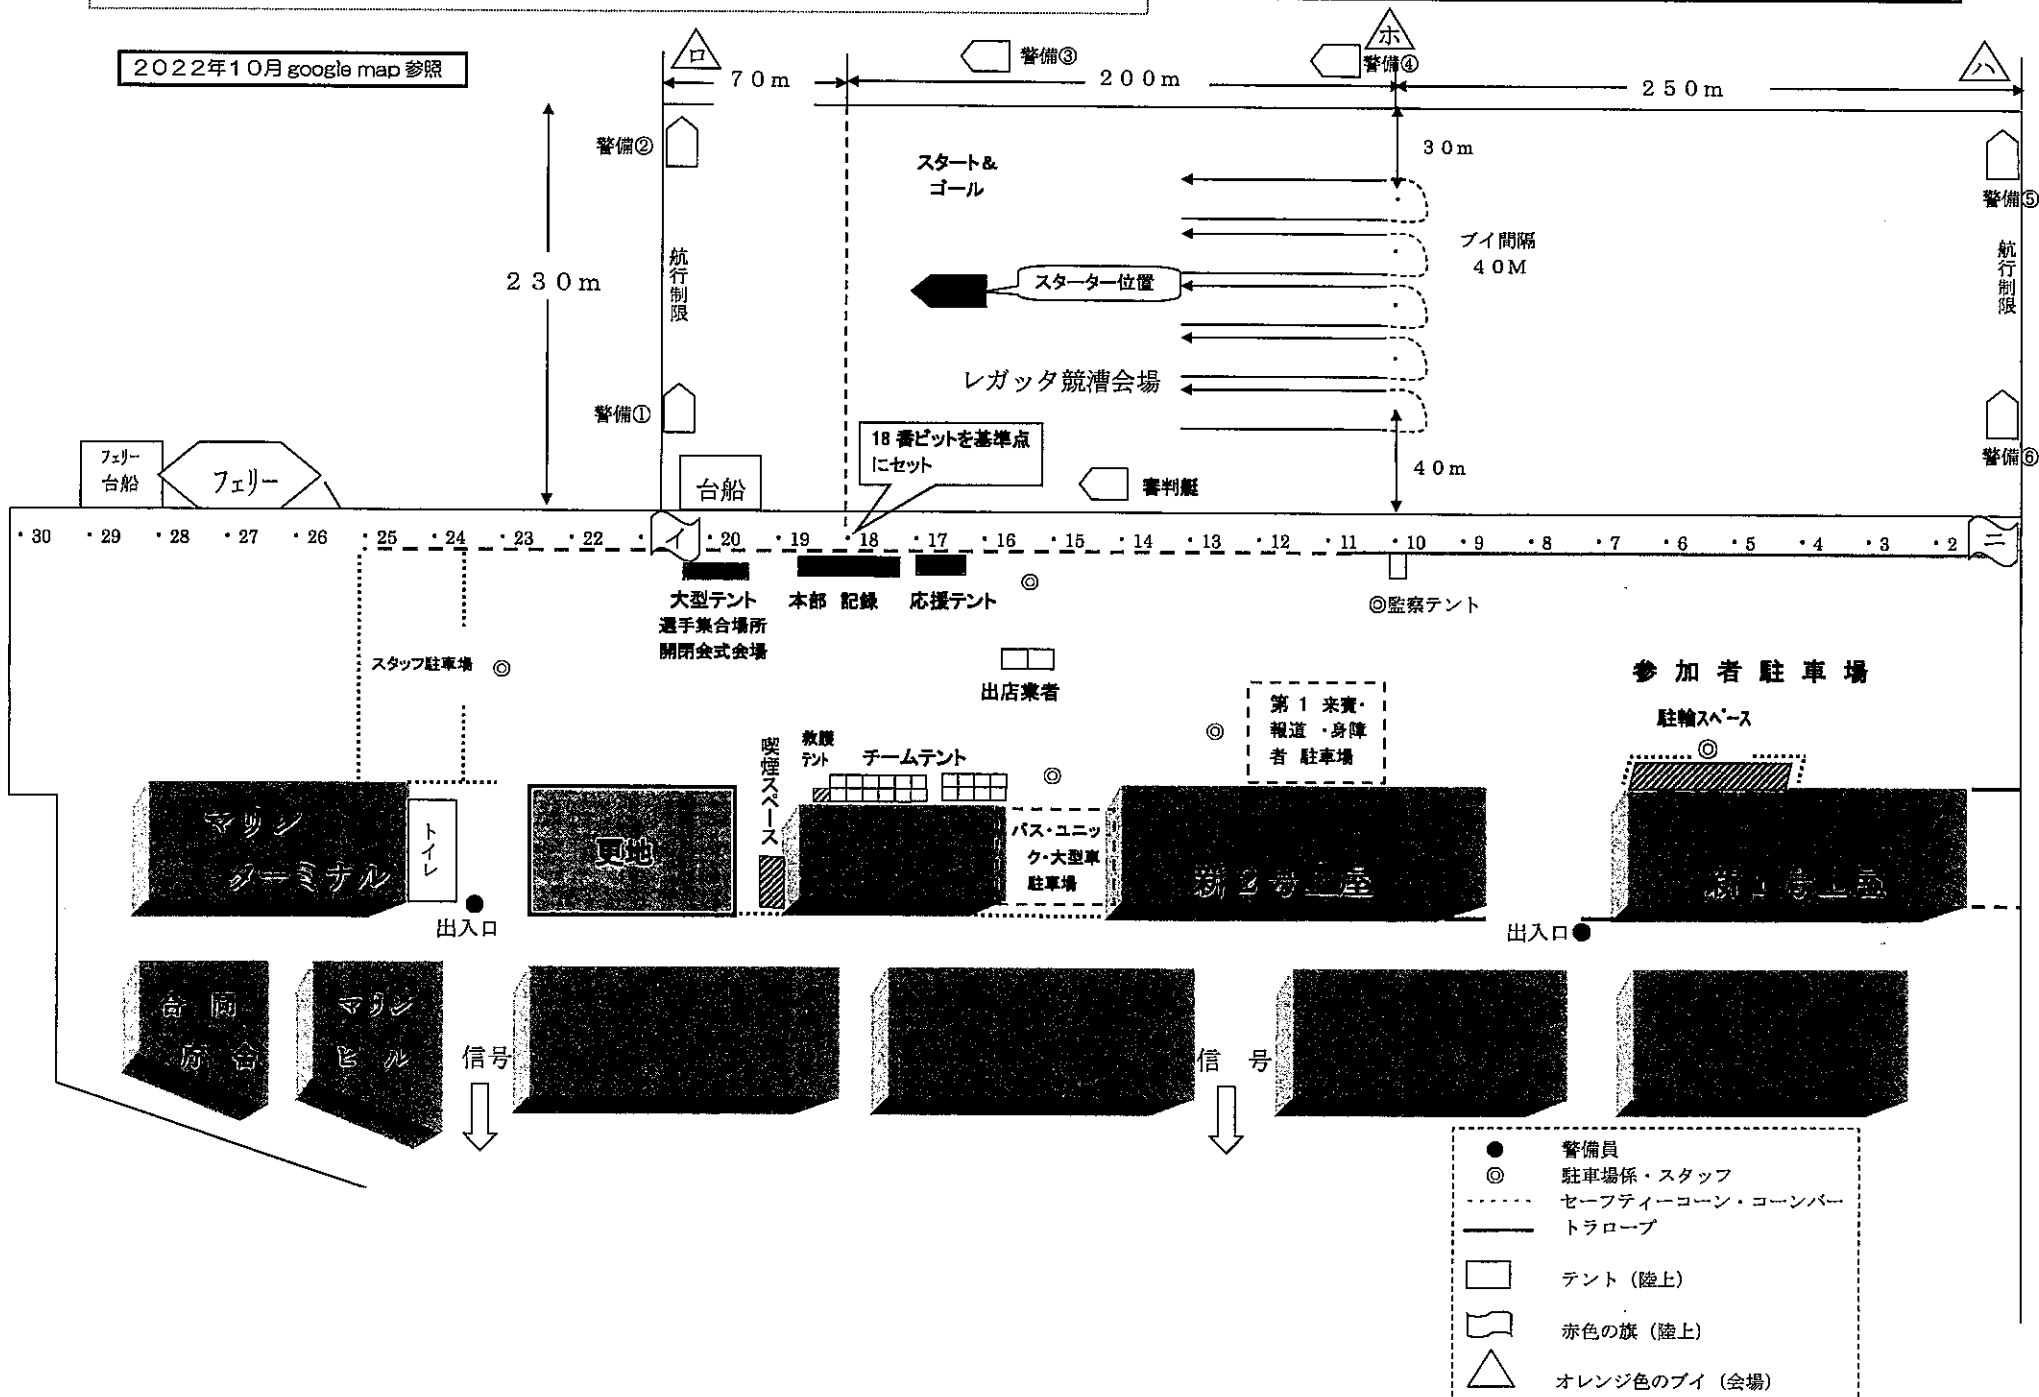 2022年10月google map参照
ロ
警備③
ホ
警備④
ハ
70m
200m
250m
警備②
スタート&
ゴール
30m
警備⑤
航行制限
230m
スターター位置
ブイ間隔
40M
航行制限
レガッタ競漕会場
警備①
18番ビットを基準点
にセット
40m
警備⑥
フェリー
台船
フェリー
台船
審判艇
・30 ・29 ・28 ・27 ・26 ・25 ・24 ・23 ・22 ・ イ ・20 ・19 ・18 ・17 ・16 ・15 ・14 ・13 ・12 ・11 ・10 ・9 ・8 ・7 ・6 ・5 ・4 ・3 ・2 ニ
大型テント
選手集合場所
開閉会式会場
本部 記録
応援テント
◎
◎監察テント
スタッフ駐車場 ◎
出店業者
第1 来賓・
報道・身障
者 駐車場
◎
参加者駐車場
駐輪スペース
◎
喫煙スペース
救護
テント
チームテント
◎
マリン
ターミナル
トイレ
更地
バス・ユニッ
ク・大型車
駐車場
新2号上屋
新1号上屋
出入口
出入口
合同
庁舎
マリン
ビル
信号
信号
● 警備員
◎ 駐車場係・スタッフ
セーフティーコーン・コーンバー
トラロープ
テント(陸上)
赤色の旗(陸上)
オレンジ色のブイ(会場)